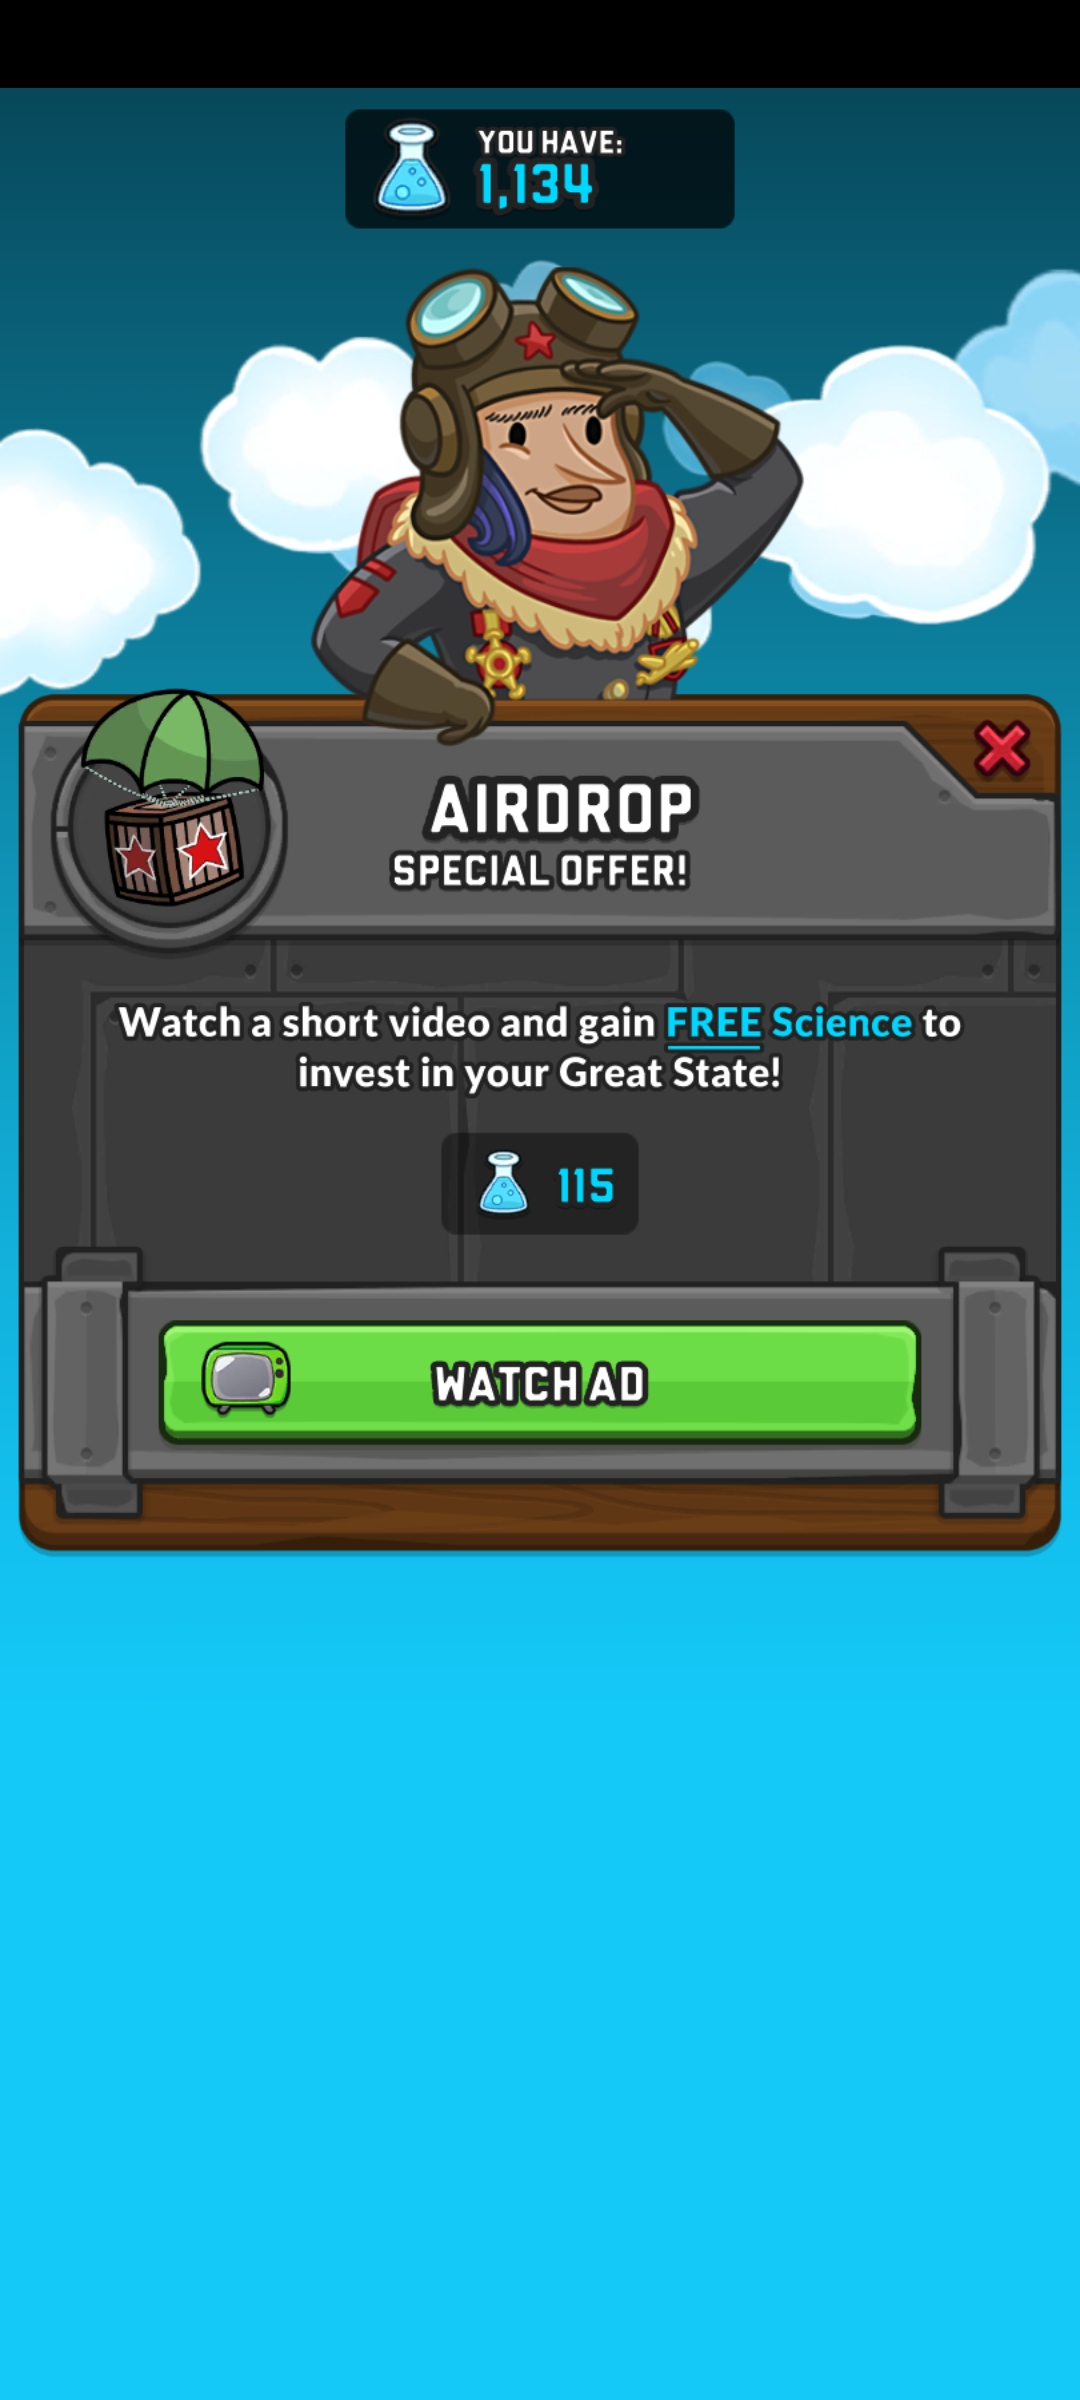 YOU HAVE:
1,134
AIRDROP
SPECIAL OFFER!
Watch a short video and gain FREE Science to
invest in your Great State!
115
WATCH AD